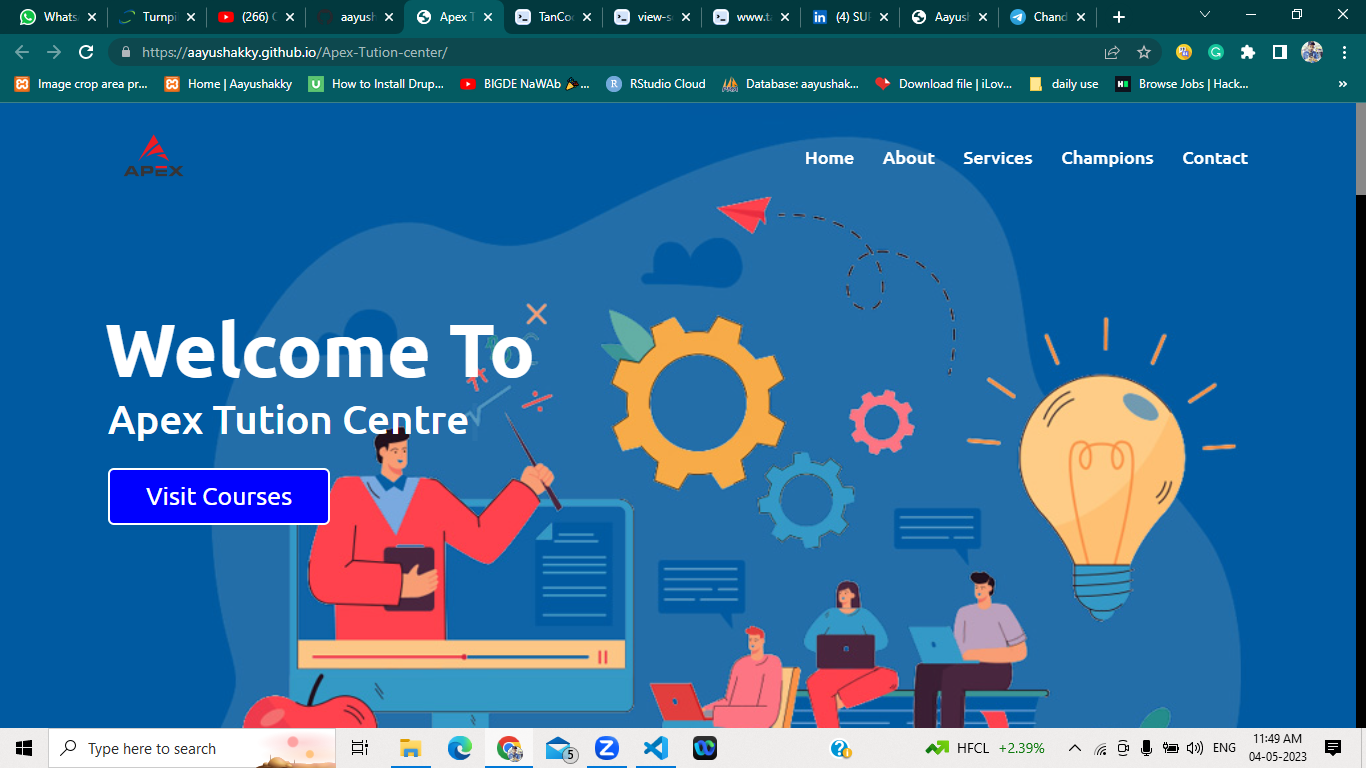 Whats
Turnpi
(266) C
aayush
Apex T
TanCo
view-s
www.ta
(4) SUI
Aayus
Chand
https://aayushakky.github.io/Apex-Tution-center/
Image crop area pr...
Home | Aayushakky
How to Install Drup...
BIGDE NaWAb 🎉...
RStudio Cloud
Database: aayushak...
Download file | iLov...
daily use
Browse Jobs | Hack...
»
APEX
Home
About
Services
Champions
Contact
Welcome To
Apex Tution Centre
Visit Courses
Type here to search
5
HFCL +2.39%
ENG
11:49 AM
04-05-2023